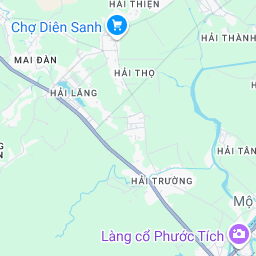 HẢI THIỆN
Chợ Diên Sanh
HẢI THÀNH
MAI ĐÀN
HẢI THỌ
HẢI LĂNG
HẢI TÂN
HẢI TRƯỜNG
Mộ
Làng cổ Phước Tích